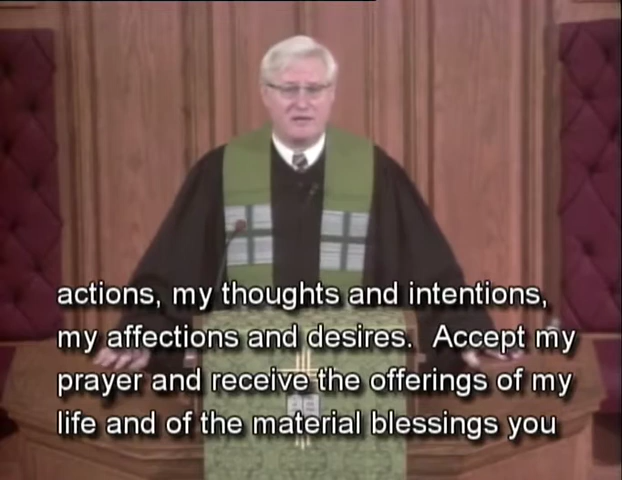 actions, my thoughts and intentions,
my affections and desires.  Accept my
prayer and receive the offerings of my
life and of the material blessings you